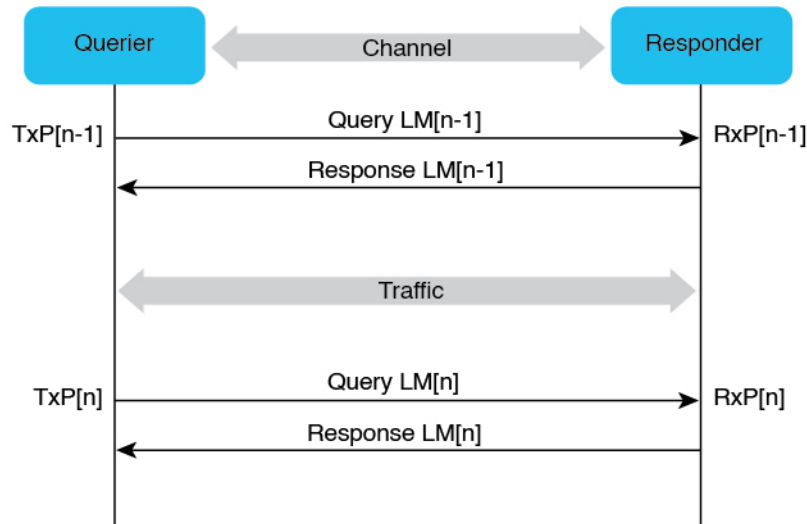 Querier
Channel
Responder
TxP[n-1]
Query LM[n-1]
RxP[n-1]
Response LM[n-1]
Traffic
TxP[n]
Query LM[n]
RxP[n]
Response LM[n]